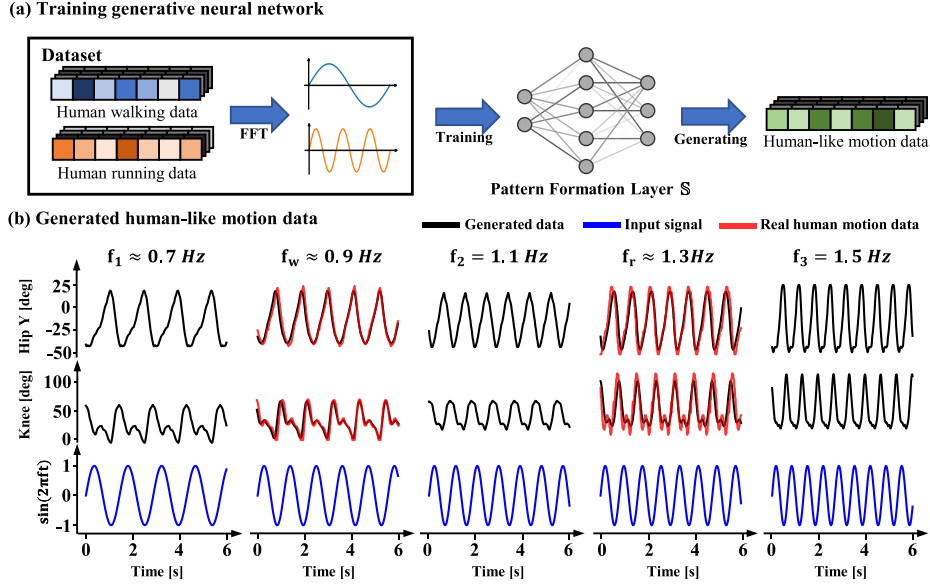 (a) Training generative neural network
Dataset
Human walking data
Human running data
FFT
Training
Generating
Pattern Formation Layer 𝕊
Human-like motion data
(b) Generated human-like motion data
Generated data
Input signal
Real human motion data
f₁ ≈ 0.7 Hz
f_w ≈ 0.9 Hz
f₂ = 1.1 Hz
f_r ≈ 1.3Hz
f₃ = 1.5 Hz
Hip Y [deg]
25
0
-25
-50
Knee [deg]
100
50
0
sin(2πft)
1
0
-1
0 2 4 6
0 2 4 6
0 2 4 6
0 2 4 6
0 2 4 6
Time [s]
Time [s]
Time [s]
Time [s]
Time [s]